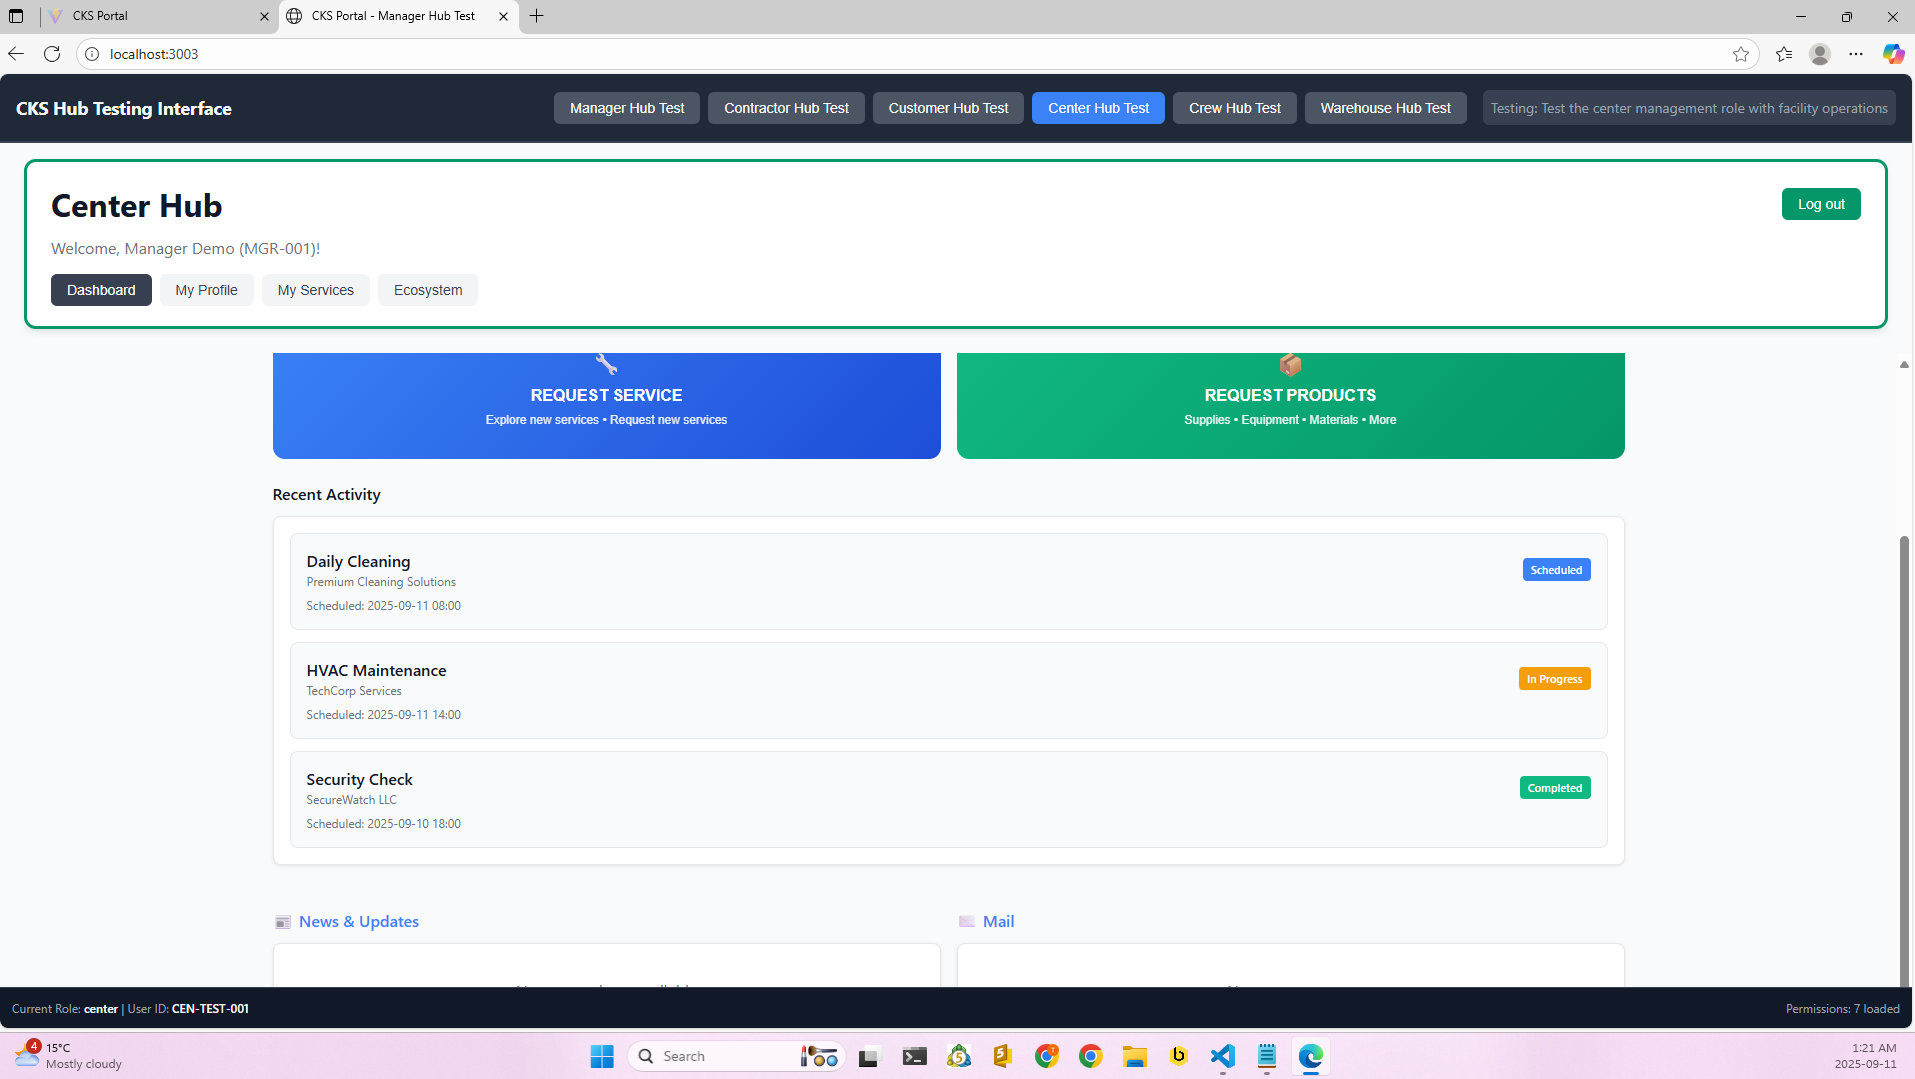 CKS Portal
CKS Portal - Manager Hub Test
localhost:3003
CKS Hub Testing Interface
Manager Hub Test
Contractor Hub Test
Customer Hub Test
Center Hub Test
Crew Hub Test
Warehouse Hub Test
Testing: Test the center management role with facility operations
Center Hub
Log out
Welcome, Manager Demo (MGR-001)!
Dashboard
My Profile
My Services
Ecosystem
REQUEST SERVICE
Explore new services • Request new services
REQUEST PRODUCTS
Supplies • Equipment • Materials • More
Recent Activity
Daily Cleaning
Premium Cleaning Solutions
Scheduled: 2025-09-11 08:00
Scheduled
HVAC Maintenance
TechCorp Services
Scheduled: 2025-09-11 14:00
In Progress
Security Check
SecureWatch LLC
Scheduled: 2025-09-10 18:00
Completed
News & Updates
Mail
Current Role: center | User ID: CEN-TEST-001
Permissions: 7 loaded
4
15°C
Mostly cloudy
Search
1:21 AM
2025-09-11